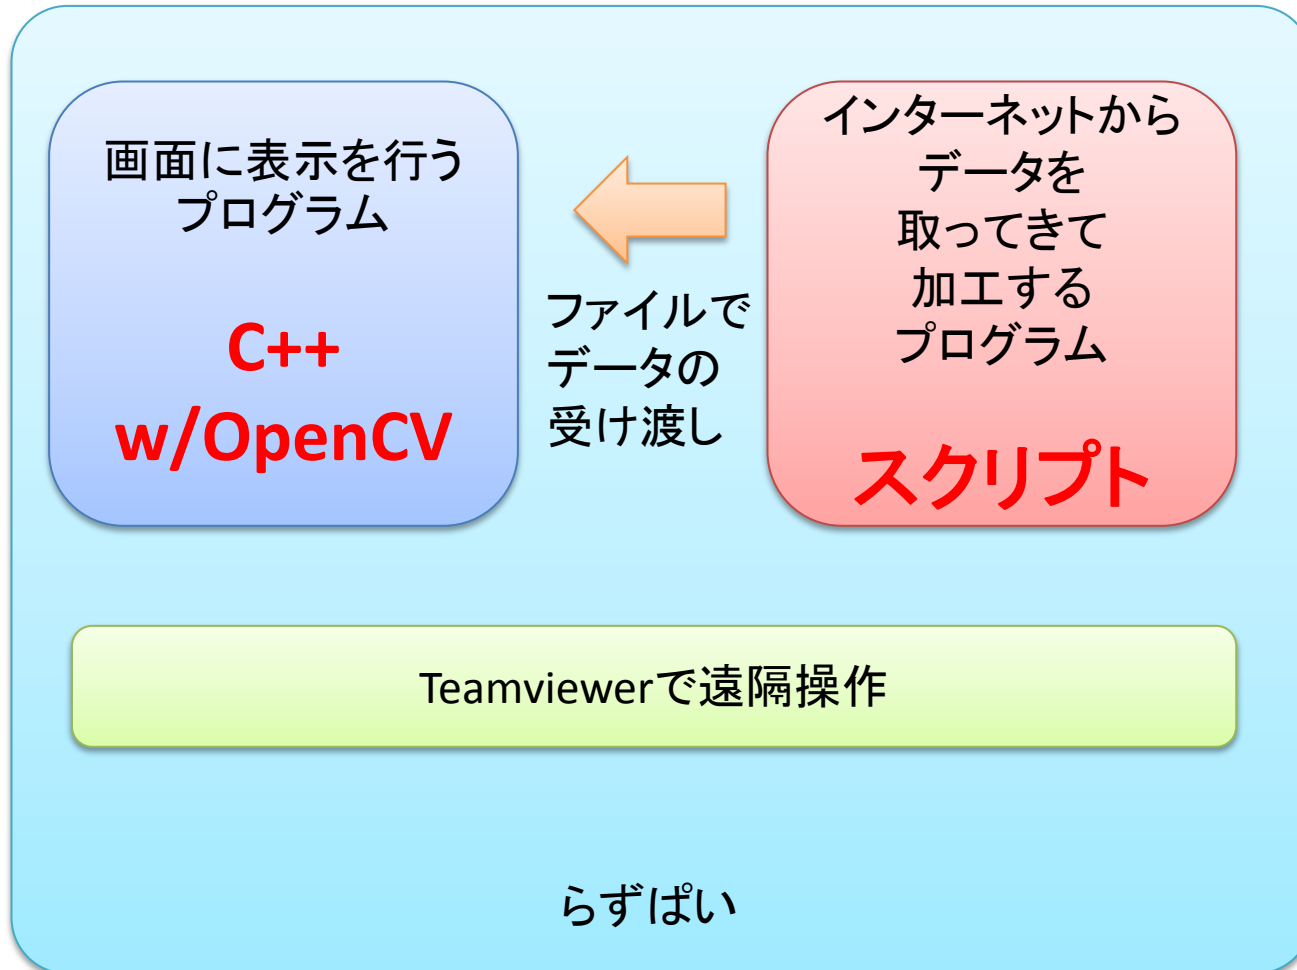 画面に表示を行う
プログラム
C++
w/OpenCV
ファイルで
データの
受け渡し
インターネットから
データを
取ってきて
加工する
プログラム
スクリプト
Teamviewerで遠隔操作
らずぱい